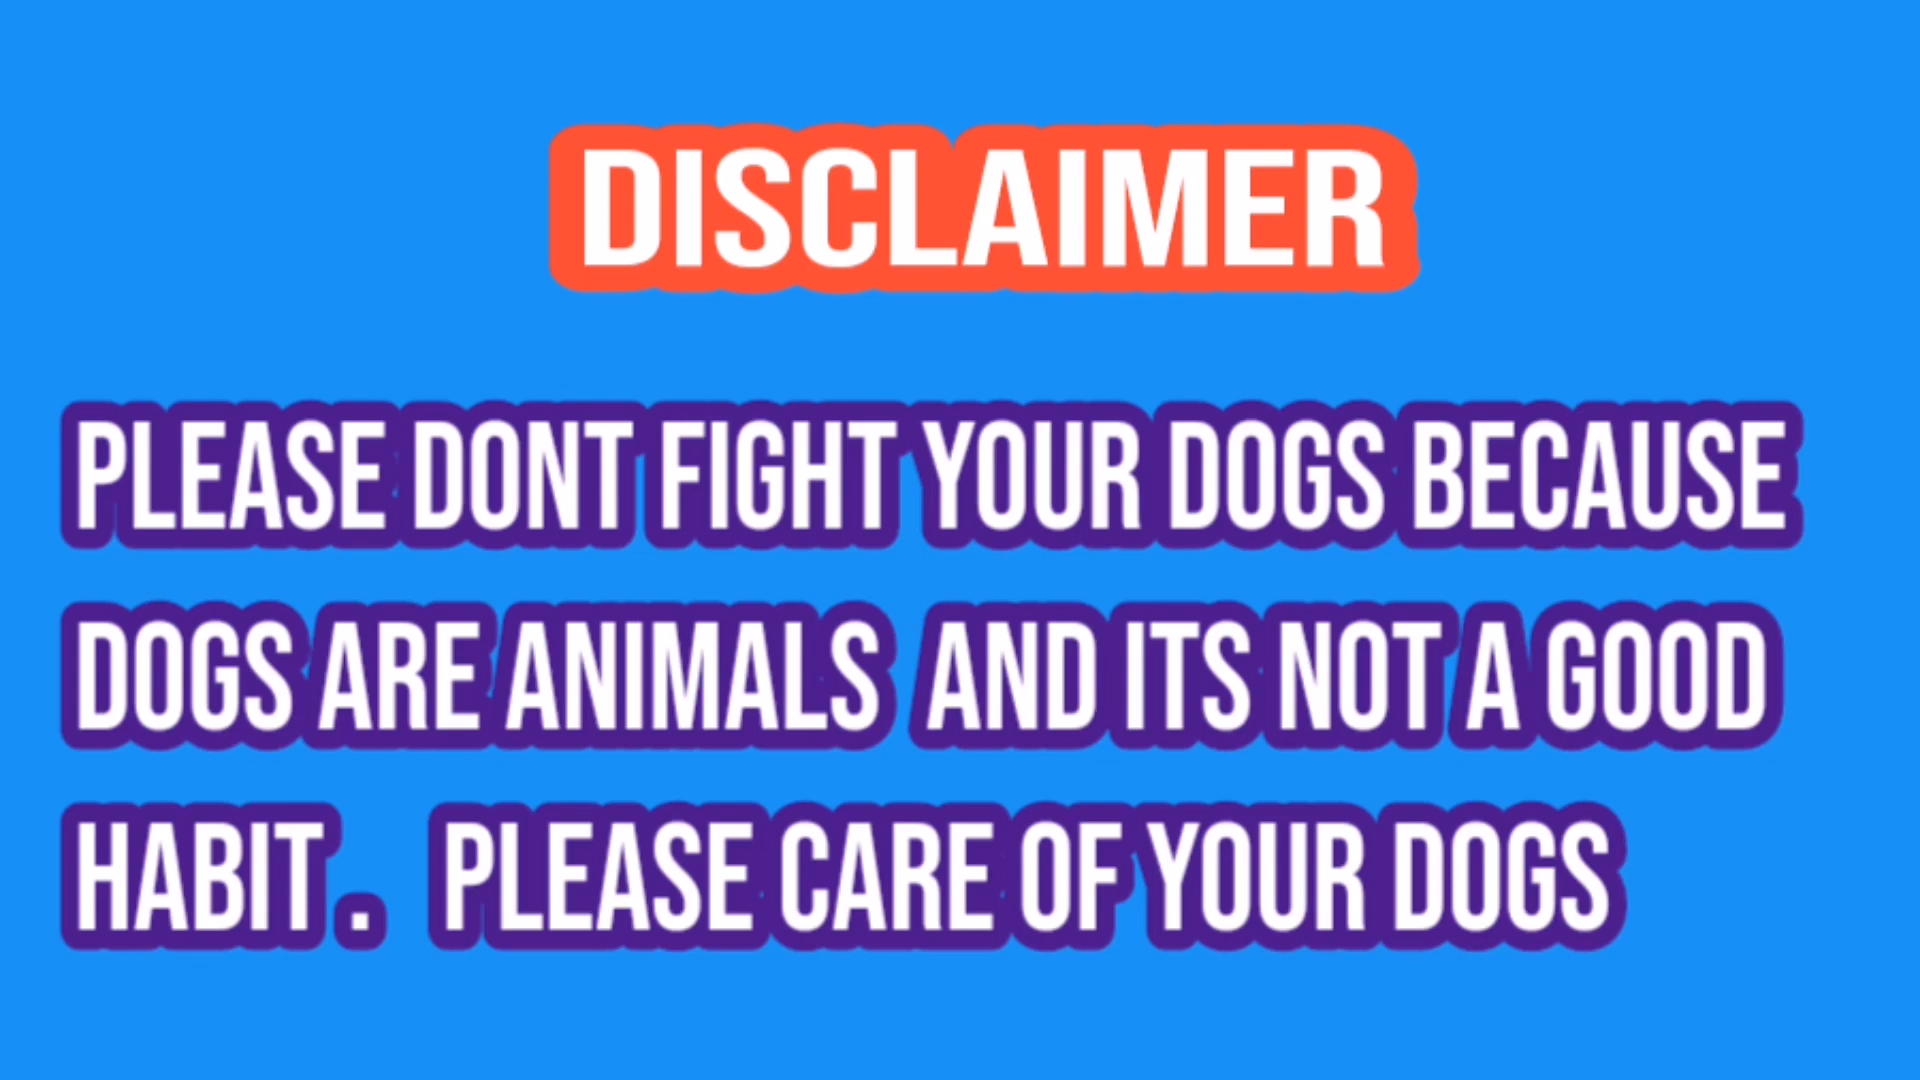 DISCLAIMER
PLEASE DONT FIGHT YOUR DOGS BECAUSE
DOGS ARE ANIMALS AND ITS NOT A GOOD
HABIT. PLEASE CARE OF YOUR DOGS